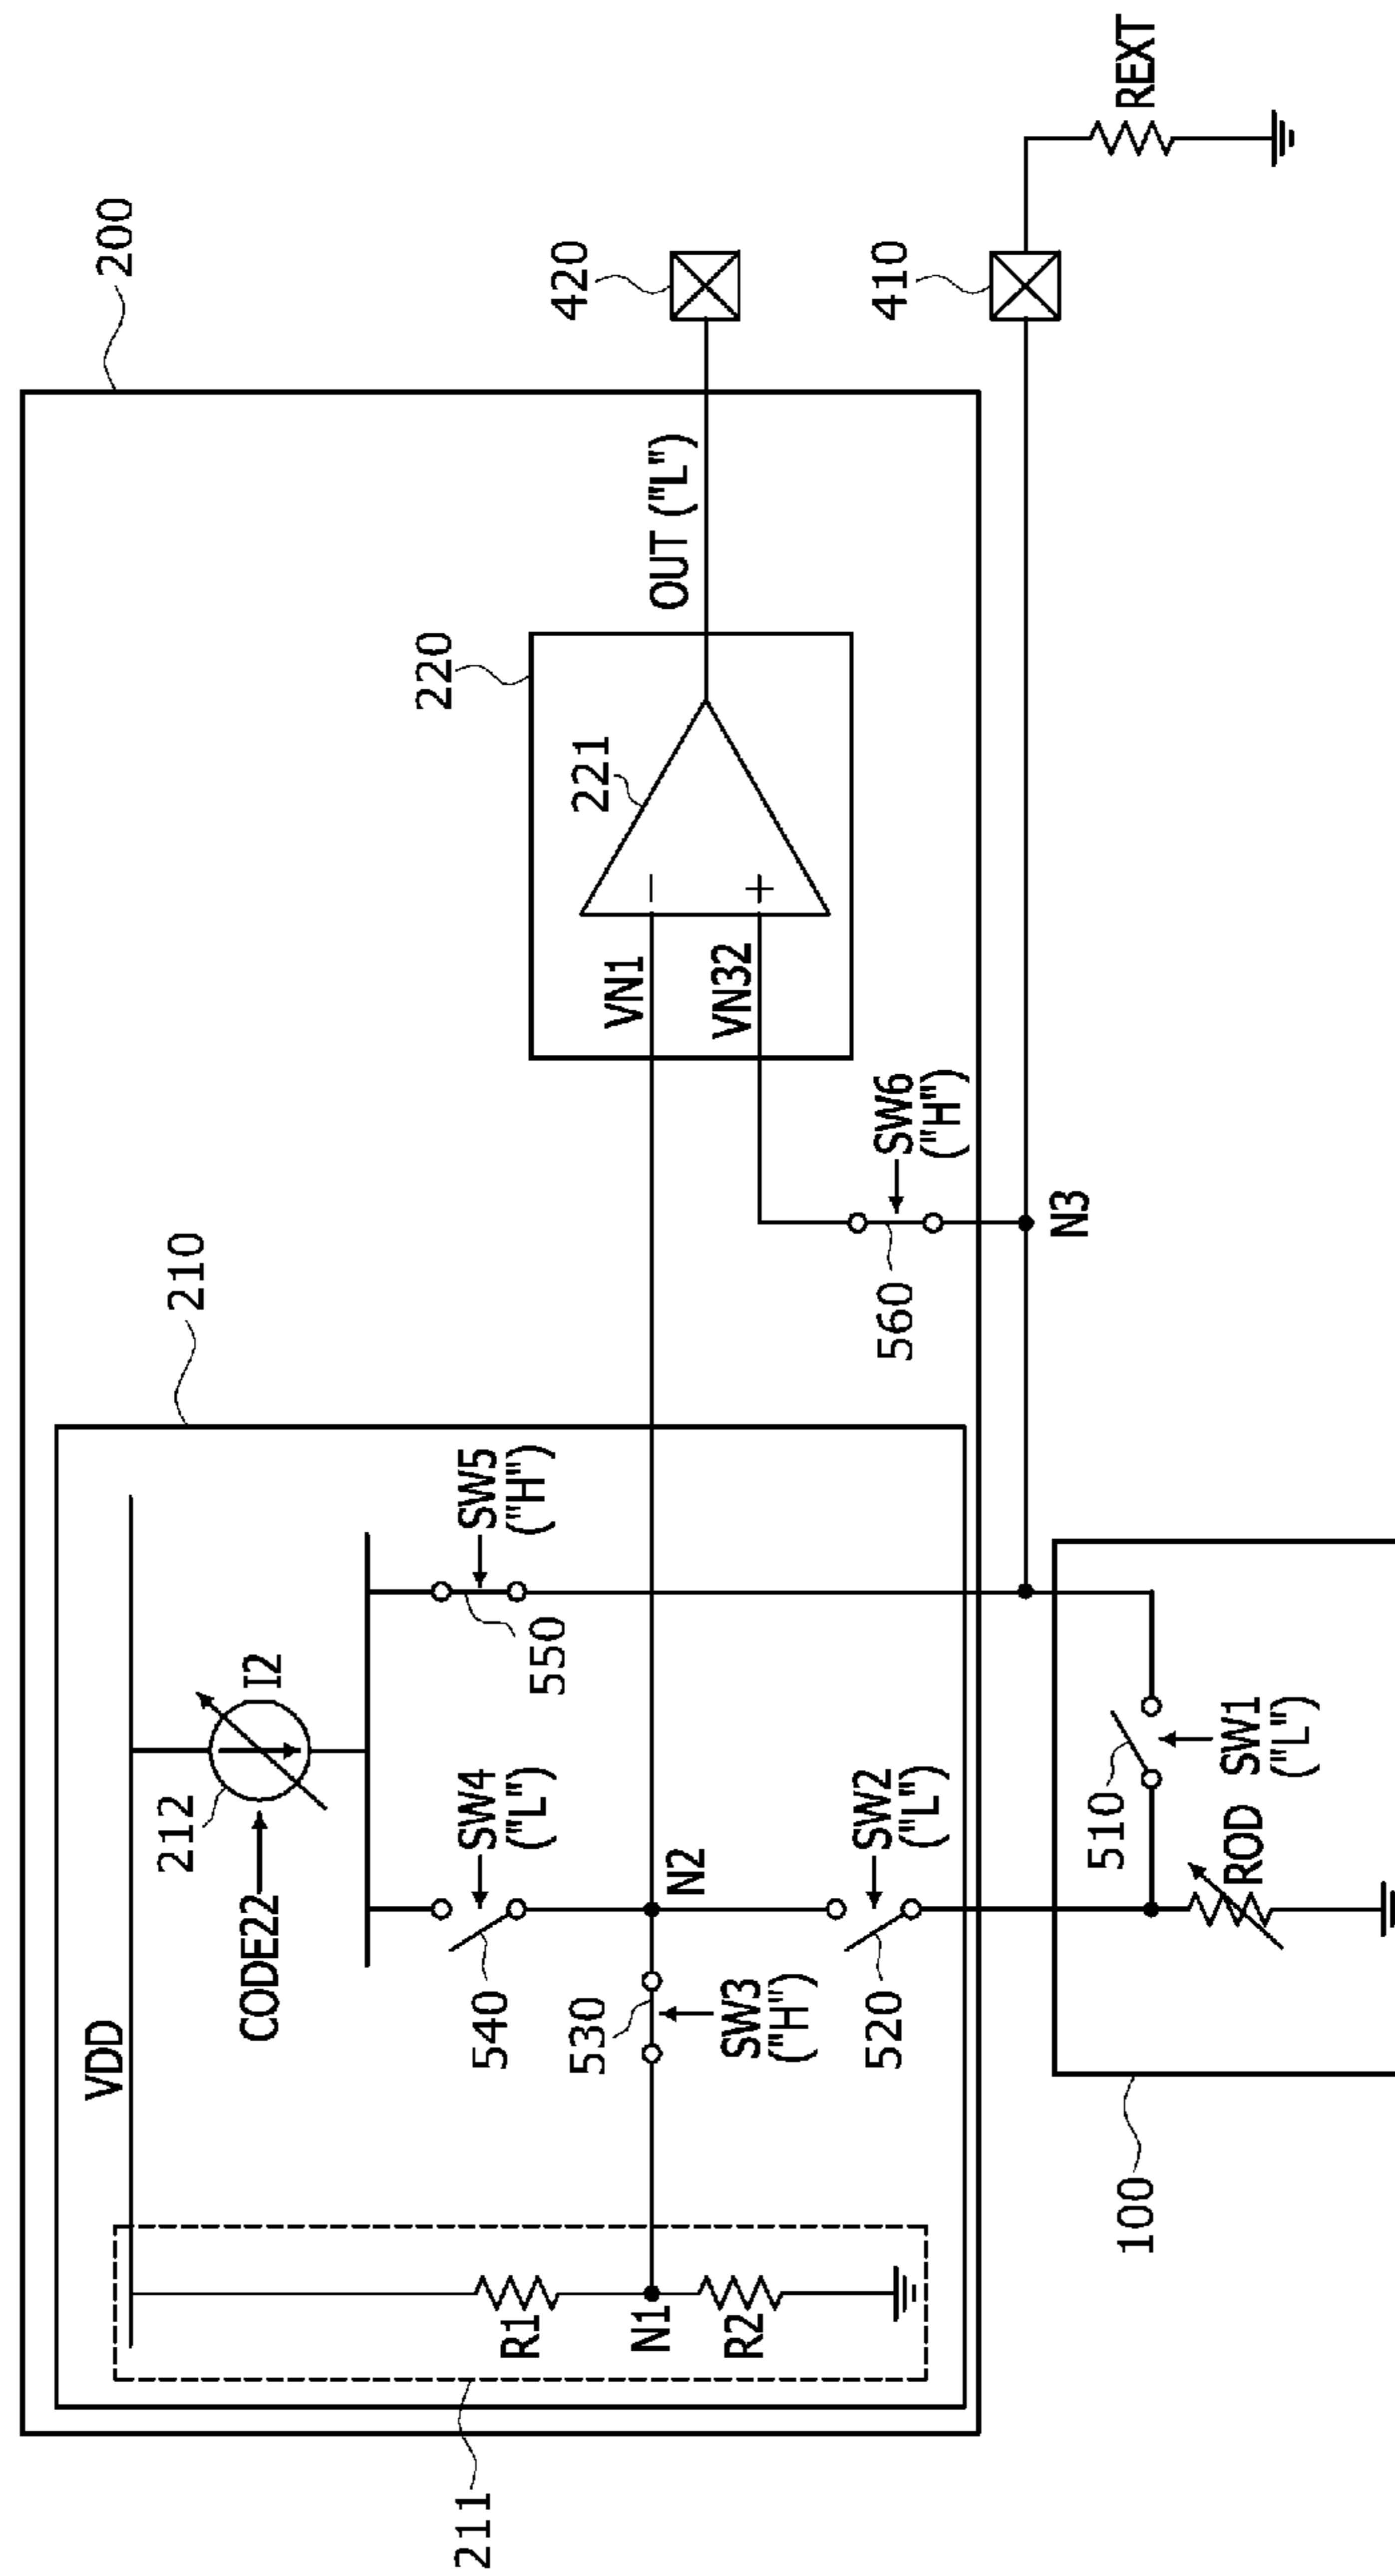 200
210
VDD
CODE22
212
I2
SW4
("L")
540
SW5
("H")
550
211
R1
N1
R2
530
SW3
("H")
N2
SW2
("L")
520
220
221
VN1
VN32
OUT ("L")
420
SW6
("H")
560
N3
410
REXT
100
510
SW1
("L")
ROD